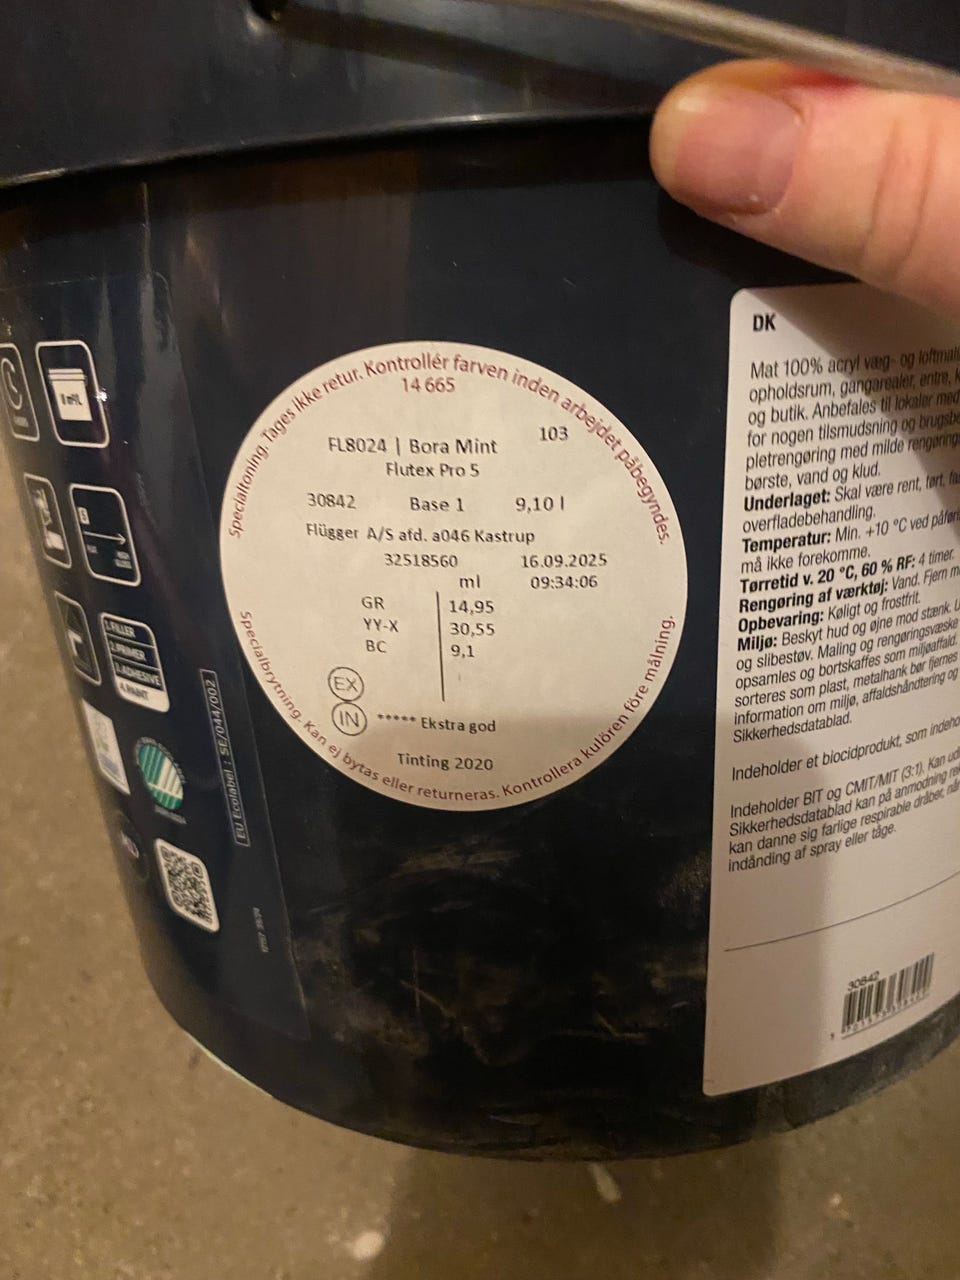 Specialtoning. Tages ikke retur. Kontrollér farven inden arbejdet påbegyndes.
14 665
FL8024 | Bora Mint
103
Flutex Pro 5
30842 Base 1 9,10 l
Flügger A/S afd. a046 Kastrup
32518560 16.09.2025
ml 09:34:06
GR 14,95
YY-X 30,55
BC 9,1
EX
IN ***** Ekstra god
Tinting 2020
Specialbrytning. Kan ej bytas eller returneras. Kontrollera kulören före målning.
1.FILLER
2.PRIMER
3.ADHESIVE
4.PAINT
EU Ecolabel : SE/044/002
DK
Mat 100% acryl væg- og loftmaling
opholdsrum, gangarealer, entre,
og butik. Anbefales til lokaler med
for nogen tilsmudsning og
pletrengøring med milde
børste, vand og klud.
Underlaget: Skal være rent, tørt,
overfladebehandling.
Temperatur: Min. +10 °C ved
må ikke forekomme.
Tørretid v. 20 °C, 60 % RF: 4 timer.
Rengøring af værktøj: Vand. Fjern
Opbevaring: Køligt og frostfrit.
Miljø: Beskyt hud og øjne mod stænk.
og slibestøv. Maling og rengøringsvæske
opsamles og bortskaffes som miljøaffald.
sorteres som plast, metalhank bør fjernes
information om miljø, affaldshåndtering og
Sikkerhedsdatablad.
Indeholder et biocidprodukt, som
Indeholder BIT og CMIT/MIT (3:1). Kan
Sikkerhedsdatablad kan på anmodning
kan danne sig farlige respirable dråber,
indånding af spray eller tåge.
30842